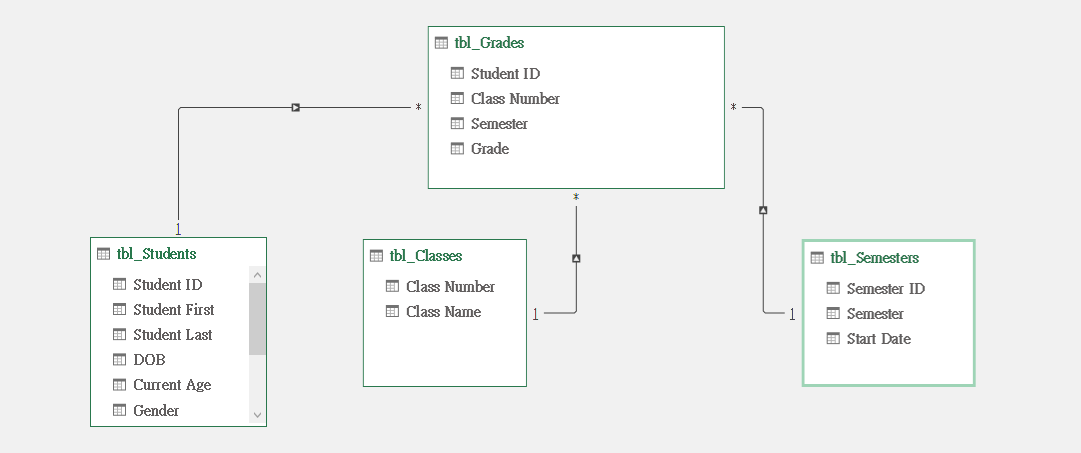 tbl_Grades
Student ID
Class Number
Semester
Grade
*
*
*
1
tbl_Students
Student ID
Student First
Student Last
DOB
Current Age
Gender
tbl_Classes
Class Number
Class Name
1
tbl_Semesters
Semester ID
Semester
Start Date
1